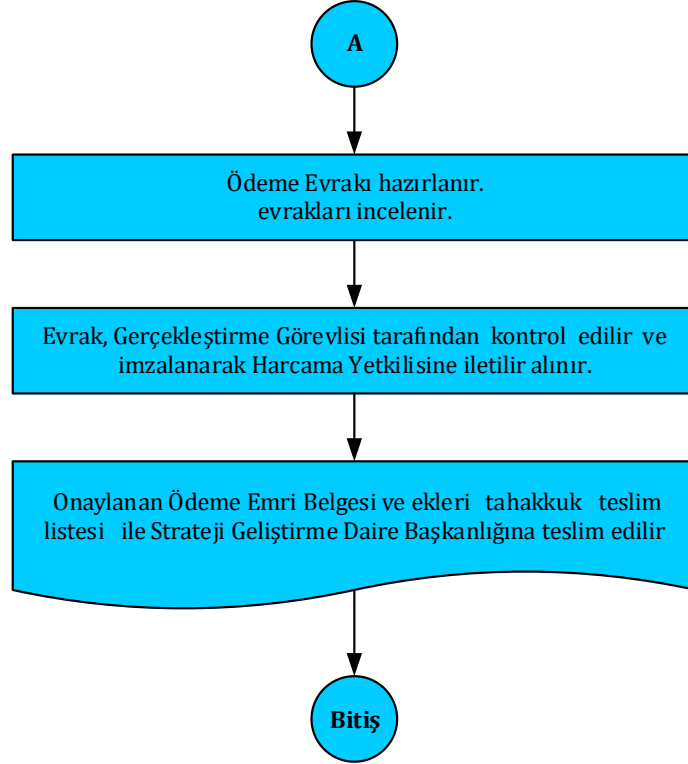 A
Ödeme Evrakı hazırlanır.
evrakları incelenir.
Evrak, Gerçekleştirme Görevlisi tarafından kontrol edilir ve
imzalanarak Harcama Yetkilisine iletilir alınır.
Onaylanan Ödeme Emri Belgesi ve ekleri tahakkuk teslim
listesi ile Strateji Geliştirme Daire Başkanlığına teslim edilir
Bitiş